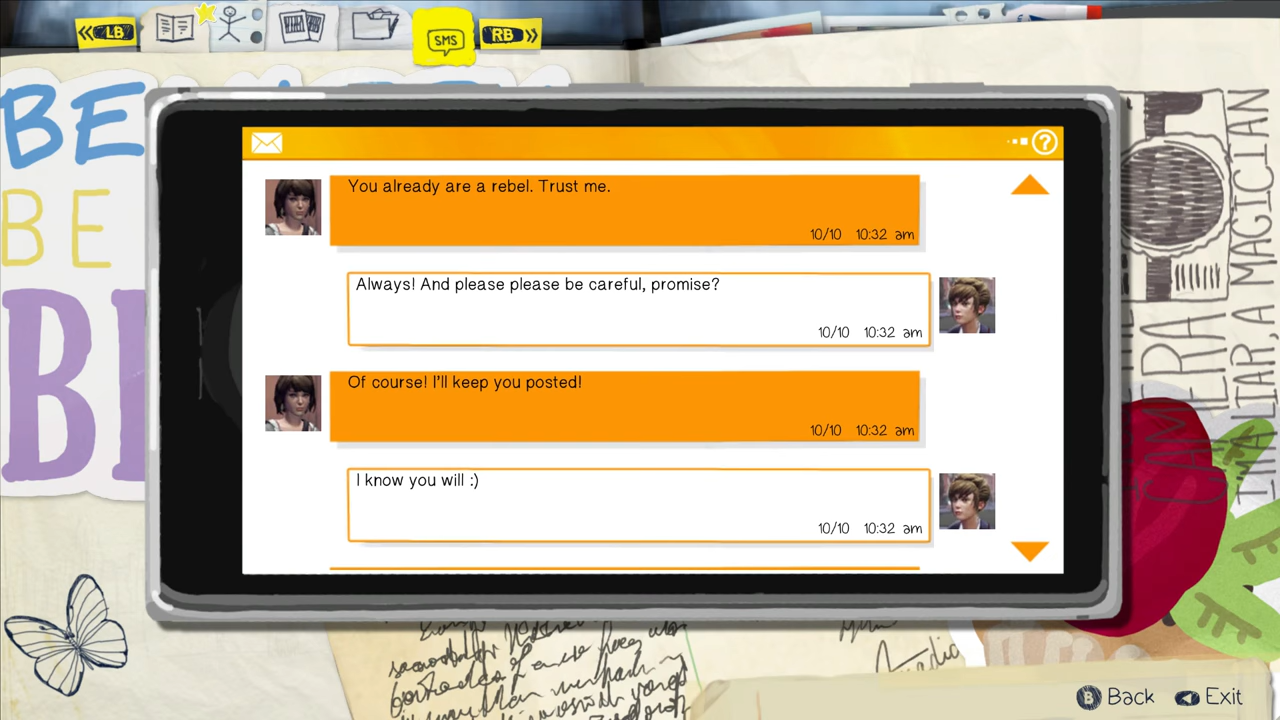 LB
SMS
RB
BE
BE
You already are a rebel. Trust me.
10/10 10:32 am
Always! And please please be careful, promise?
10/10 10:32 am
Of course! I'll keep you posted!
10/10 10:32 am
I know you will :)
10/10 10:32 am
CAMERA
LIAR, A MAGICIAN
B Back
Exit